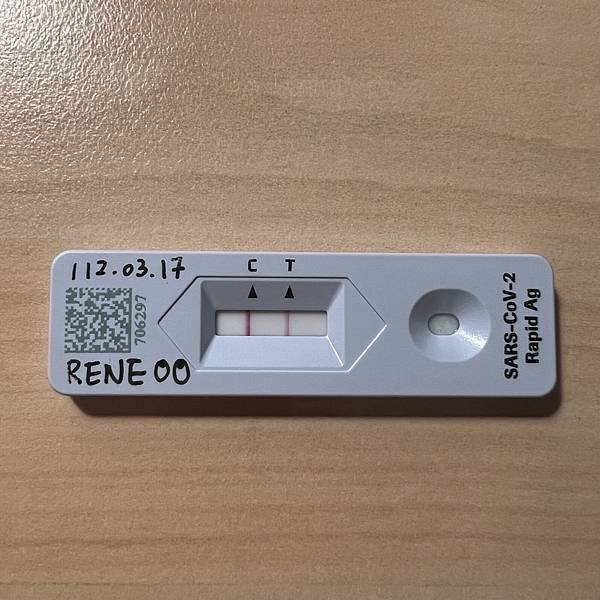 112.03.17
C T
706297
RENE OO
SARS-CoV-2
Rapid Ag